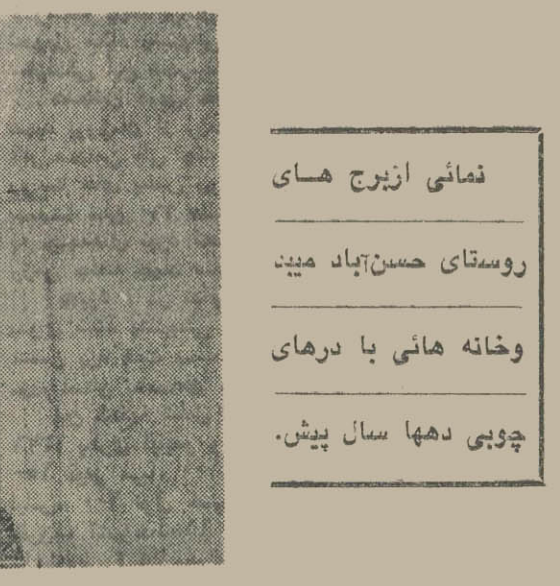 نمائی ازبرج هـای
روستای حسن‌آباد میبد
وخانه هائی با درهای
چوبی دهها سال پیش.